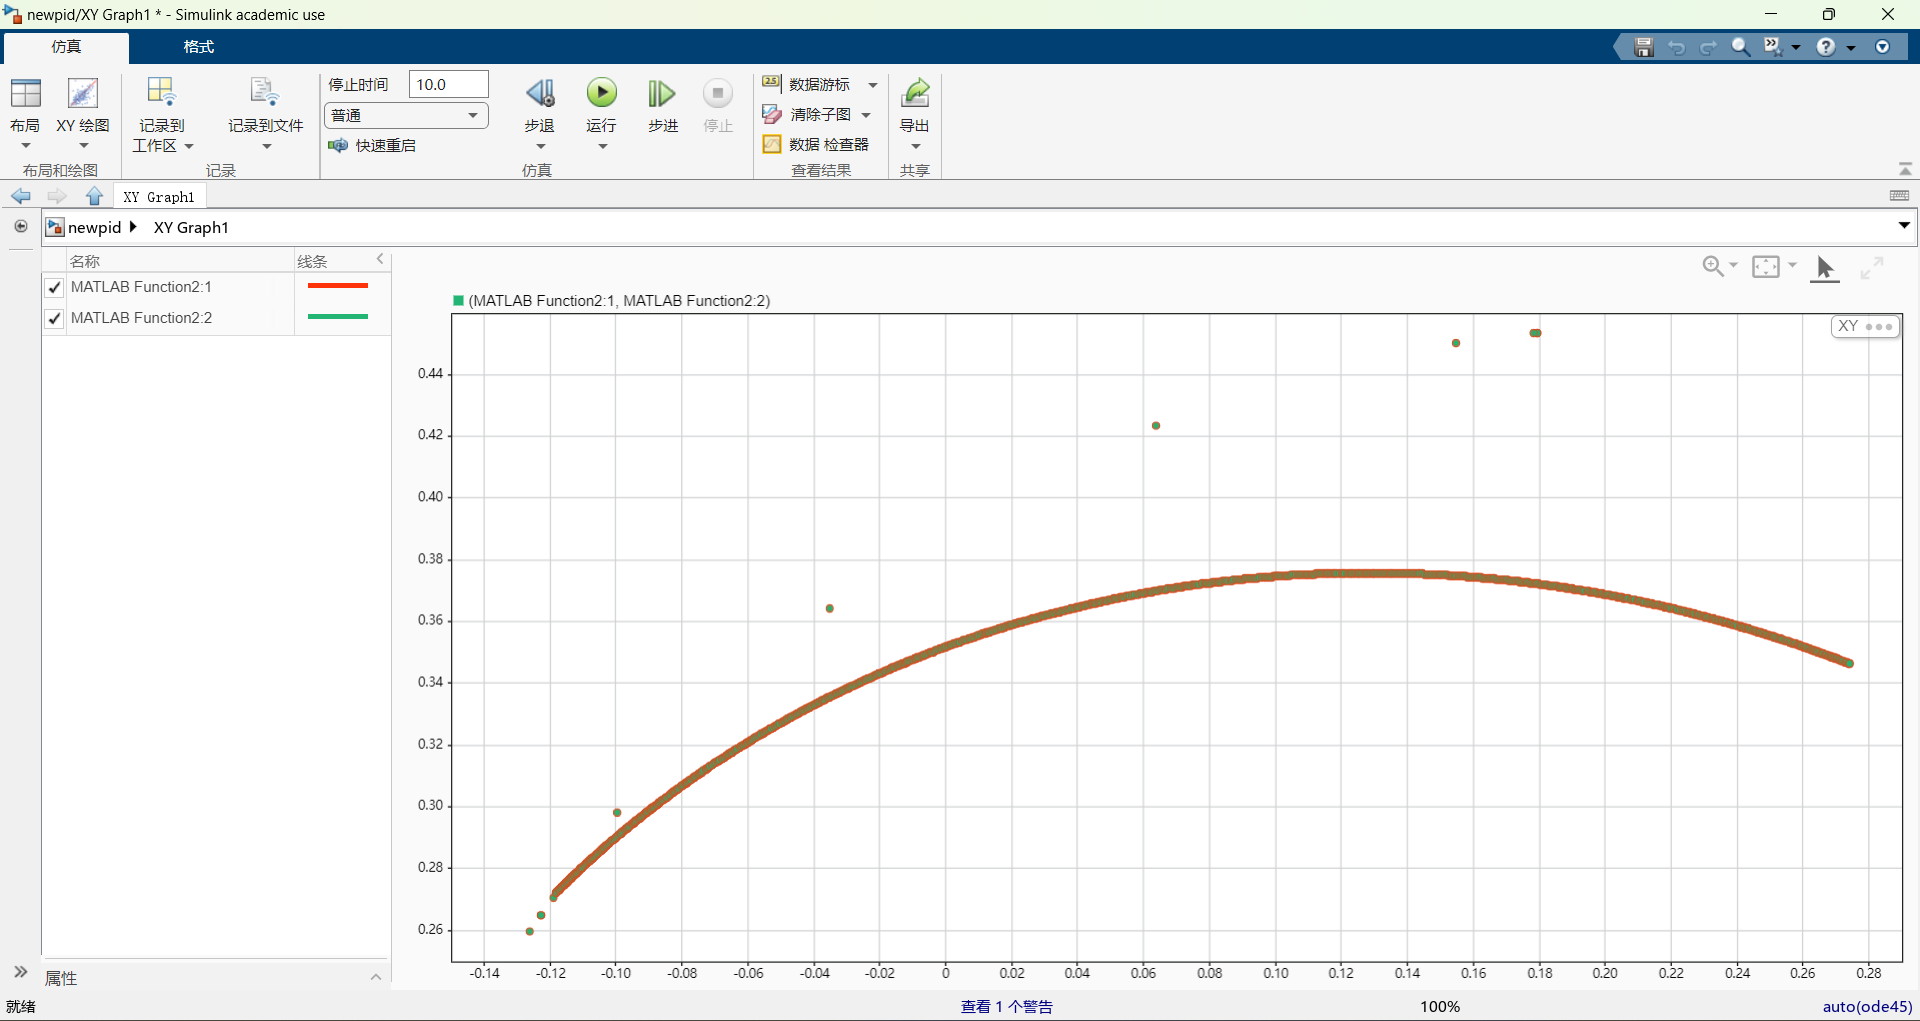 newpid/XY Graph1 * - Simulink academic use
仿真 格式
停止时间 10.0
普通
快速重启
布局
XY 绘图
记录到
工作区
记录到文件
步退
运行
步进
停止
数据游标
清除子图
数据 检查器
导出
布局和绘图 记录 仿真 查看结果 共享
XY Graph1
newpid XY Graph1
名称 线条
MATLAB Function2:1
MATLAB Function2:2
(MATLAB Function2:1, MATLAB Function2:2)
XY
0.44
0.42
0.40
0.38
0.36
0.34
0.32
0.30
0.28
0.26
-0.14 -0.12 -0.10 -0.08 -0.06 -0.04 -0.02 0 0.02 0.04 0.06 0.08 0.10 0.12 0.14 0.16 0.18 0.20 0.22 0.24 0.26 0.28
属性
就绪 查看 1 个警告 100% auto(ode45)